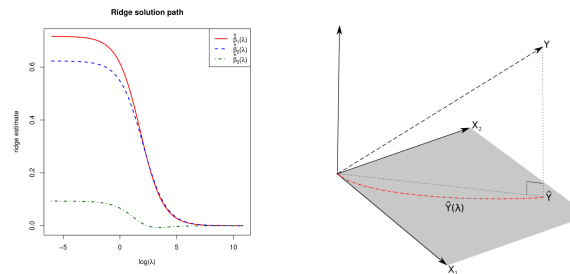 Ridge solution path
ridge estimate
0.6
0.4
0.2
0.0
β̂₁(λ)
β̂₂(λ)
β̂₃(λ)
-5
0
5
10
log(λ)
Y
X₂
Ŷ
Ŷ(λ)
X₁